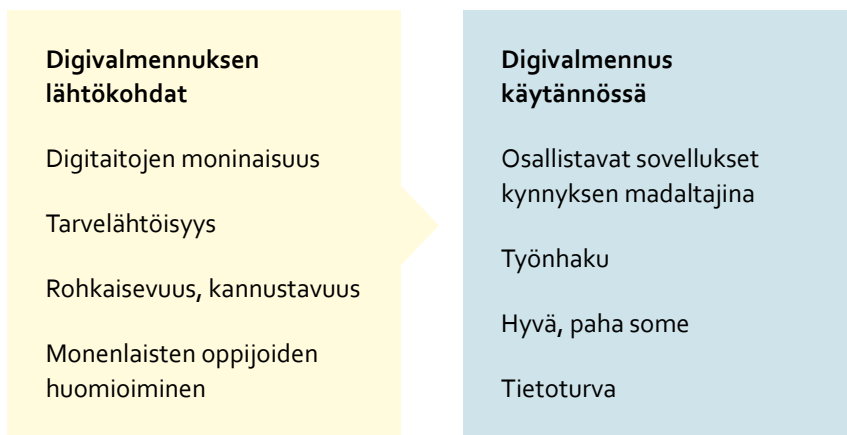 Digivalmennuksen
lähtökohdat
Digitaitojen moninaisuus
Tarvelähtöisyys
Rohkaisevuus, kannustavuus
Monenlaisten oppijoiden
huomioiminen
Digivalmennus
käytännössä
Osallistavat sovellukset
kynnyksen madaltajina
Työnhaku
Hyvä, paha some
Tietoturva